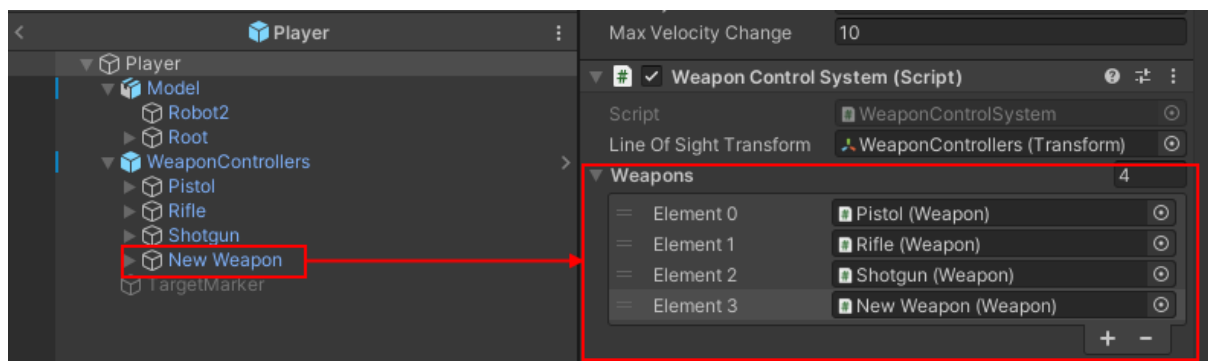 Player
Player
Model
Robot2
Root
WeaponControllers
Pistol
Rifle
Shotgun
New Weapon
TargetMarker
Max Velocity Change 10
# Weapon Control System (Script)
Script # WeaponControlSystem
Line Of Sight Transform WeaponControllers (Transform)
Weapons 4
Element 0 # Pistol (Weapon)
Element 1 # Rifle (Weapon)
Element 2 # Shotgun (Weapon)
Element 3 # New Weapon (Weapon)
+ -